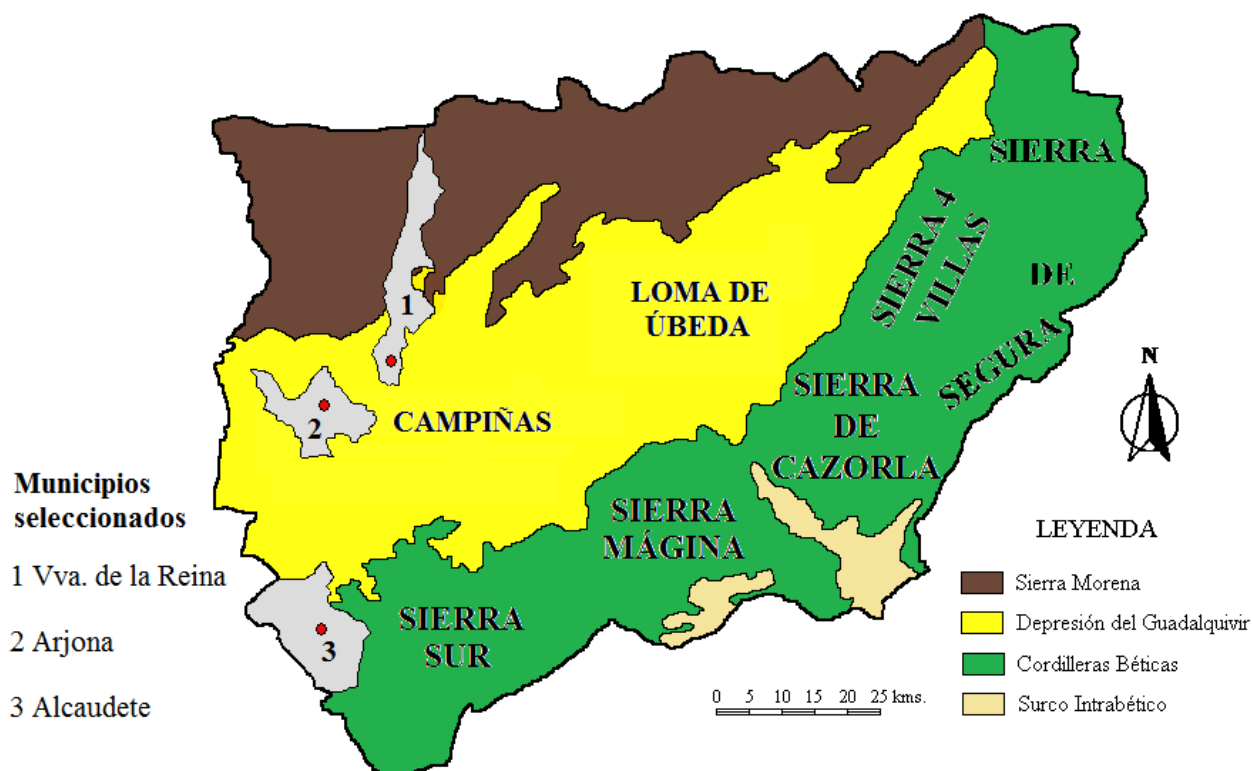 SIERRA
SIERRA 4
VILLAS
DE
SEGURA
LOMA DE
ÚBEDA
1
2
CAMPIÑAS
SIERRA
DE
CAZORLA
N
Municipios
seleccionados
1 Vva. de la Reina
2 Arjona
3 Alcaudete
SIERRA
MÁGINA
SIERRA
SUR
3
LEYENDA
Sierra Morena
Depresión del Guadalquivir
Cordilleras Béticas
Surco Intrabético
0 5 10 15 20 25 kms.